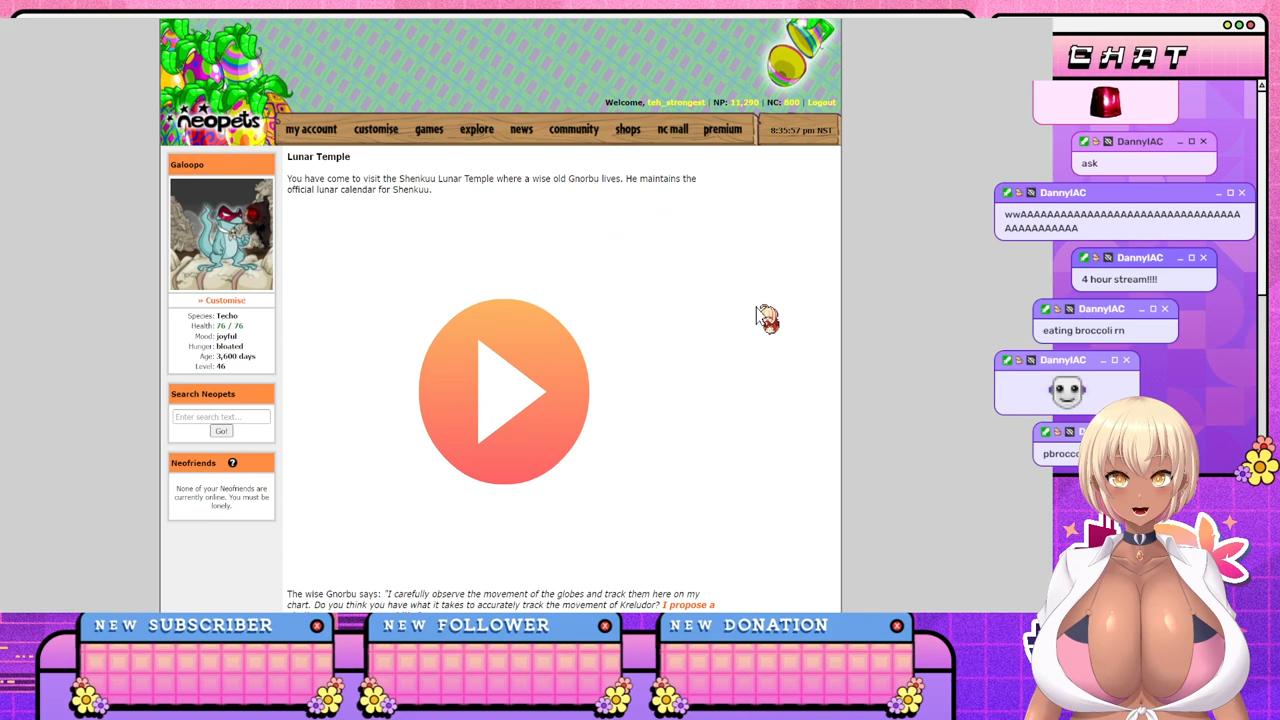 neopets
Welcome, teh_strongest | NP: 11,290 | NC: 800 | Logout
my account customise games explore news community shops nc mall premium 8:35:57 pm NST
Galoopo
» Customise
Species: Techo
Health: 76 / 76
Mood: joyful
Hunger: bloated
Age: 3,600 days
Level: 46
Search Neopets
Enter search text...
Go!
Neofriends ?
None of your Neofriends are
currently online. You must be
lonely.
Lunar Temple
You have come to visit the Shenkuu Lunar Temple where a wise old Gnorbu lives. He maintains the
official lunar calendar for Shenkuu.
The wise Gnorbu says: "I carefully observe the movement of the globes and track them here on my
chart. Do you think you have what it takes to accurately track the movement of Kreludor? I propose a
CHAT
DannyIAC
ask
DannyIAC
wwAAAAAAAAAAAAAAAAAAAAAAAAAAAAAAAAA
AAAAAAAAAAA
DannyIAC
4 hour stream!!!!
DannyIAC
eating broccoli rn
DannyIAC
NEW SUBSCRIBER
NEW FOLLOWER
NEW DONATION